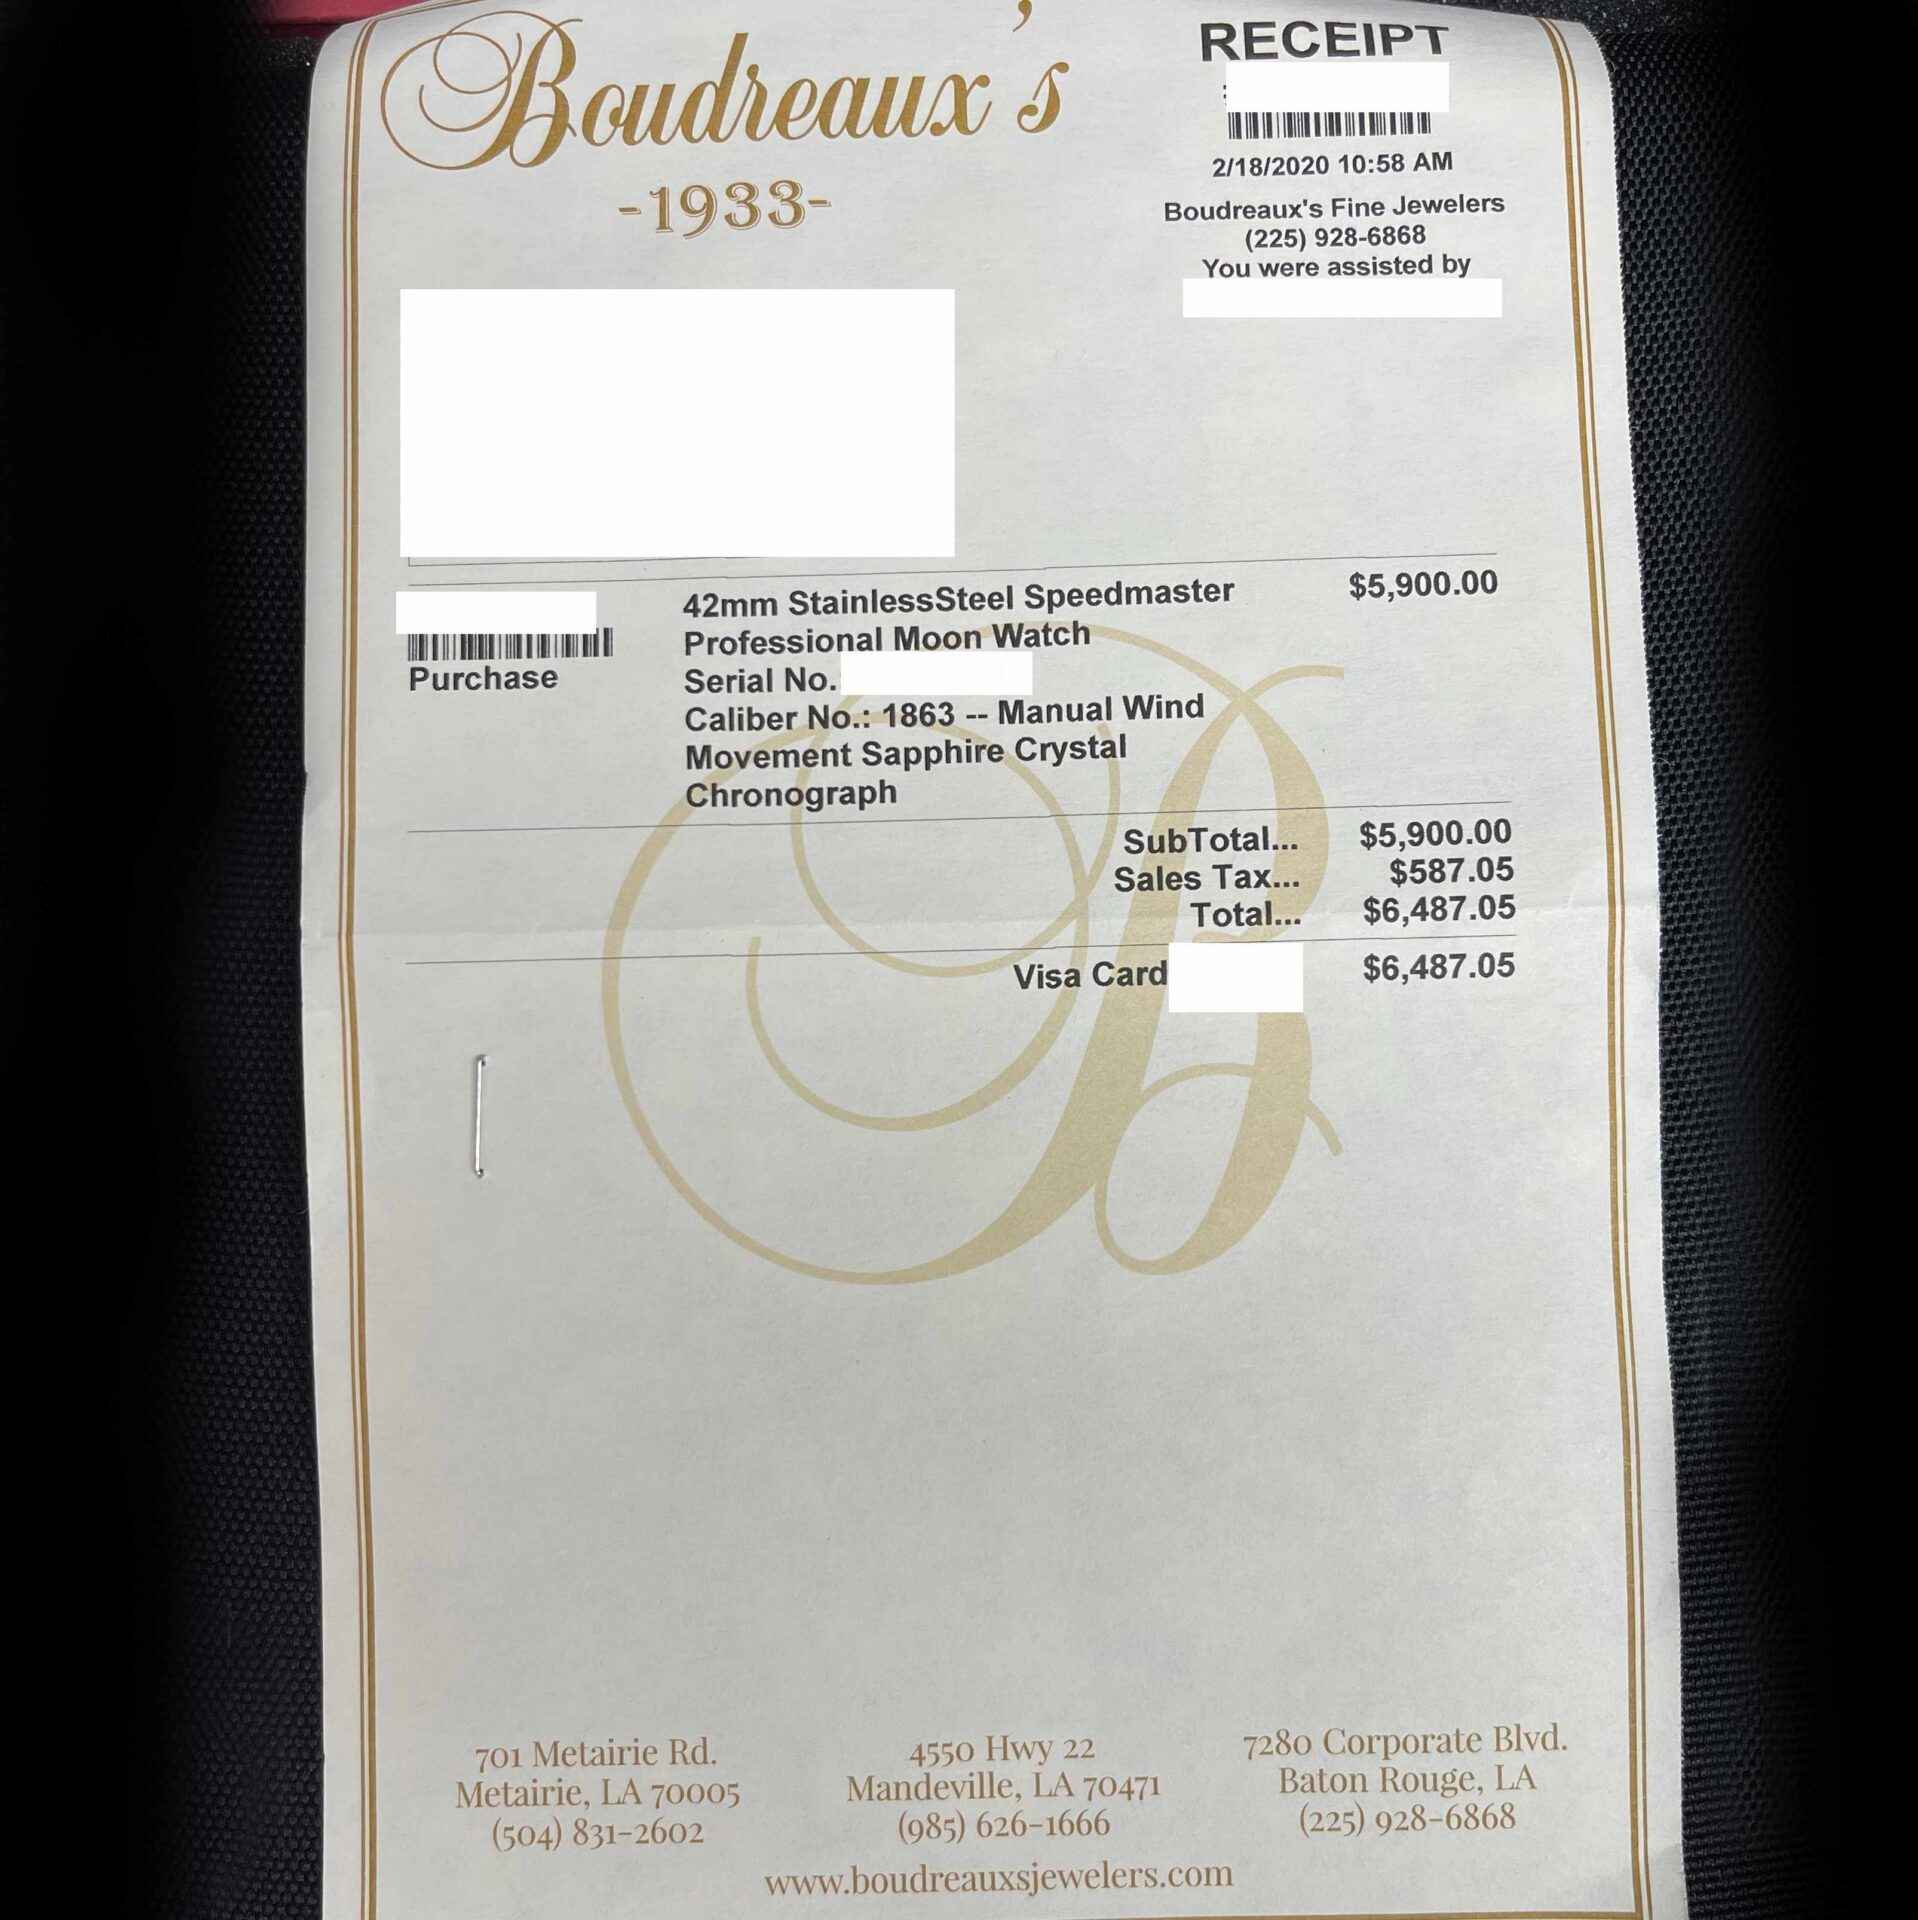 Boudreaux's
-1933-
RECEIPT
2/18/2020 10:58 AM
Boudreaux's Fine Jewelers
(225) 928-6868
You were assisted by
Purchase
42mm StainlessSteel Speedmaster $5,900.00
Professional Moon Watch
Serial No.
Caliber No.: 1863 -- Manual Wind
Movement Sapphire Crystal
Chronograph
SubTotal... $5,900.00
Sales Tax... $587.05
Total... $6,487.05
Visa Card $6,487.05
B
701 Metairie Rd.
Metairie, LA 70005
(504) 831-2602
4550 Hwy 22
Mandeville, LA 70471
(985) 626-1666
7280 Corporate Blvd.
Baton Rouge, LA
(225) 928-6868
www.boudreauxsjewelers.com